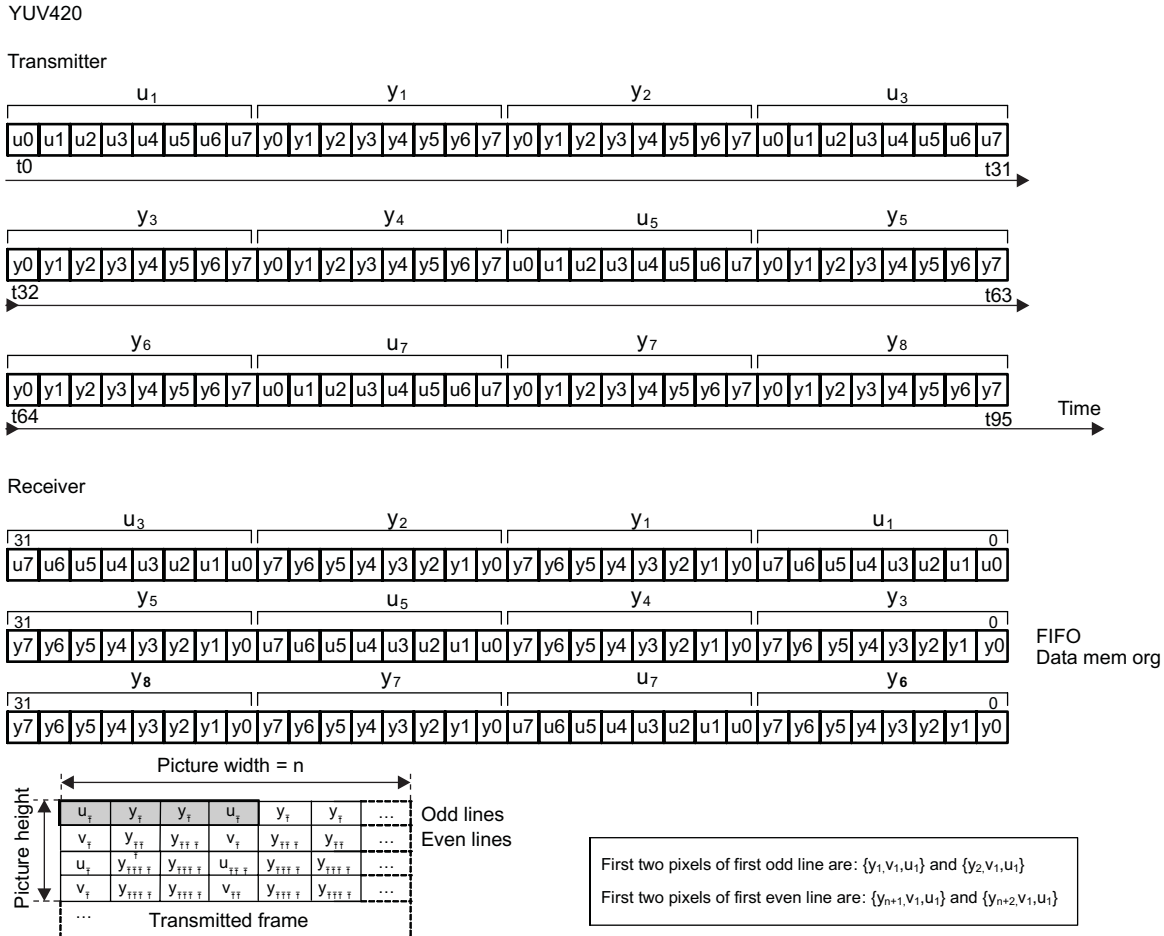 YUV420
Transmitter
u1 y1 y2 u3
u0 u1 u2 u3 u4 u5 u6 u7 y0 y1 y2 y3 y4 y5 y6 y7 y0 y1 y2 y3 y4 y5 y6 y7 u0 u1 u2 u3 u4 u5 u6 u7
t0 t31
y3 y4 u5 y5
y0 y1 y2 y3 y4 y5 y6 y7 y0 y1 y2 y3 y4 y5 y6 y7 u0 u1 u2 u3 u4 u5 u6 u7 y0 y1 y2 y3 y4 y5 y6 y7
t32 t63
y6 u7 y7 y8
y0 y1 y2 y3 y4 y5 y6 y7 u0 u1 u2 u3 u4 u5 u6 u7 y0 y1 y2 y3 y4 y5 y6 y7 y0 y1 y2 y3 y4 y5 y6 y7
t64 t95 Time
Receiver
u3 y2 y1 u1
31 0
u7 u6 u5 u4 u3 u2 u1 u0 y7 y6 y5 y4 y3 y2 y1 y0 y7 y6 y5 y4 y3 y2 y1 y0 u7 u6 u5 u4 u3 u2 u1 u0
y5 u5 y4 y3
31 0
y7 y6 y5 y4 y3 y2 y1 y0 u7 u6 u5 u4 u3 u2 u1 u0 y7 y6 y5 y4 y3 y2 y1 y0 y7 y6 y5 y4 y3 y2 y1 y0
FIFO
Data mem org
y8 y7 u7 y6
31 0
y7 y6 y5 y4 y3 y2 y1 y0 y7 y6 y5 y4 y3 y2 y1 y0 u7 u6 u5 u4 u3 u2 u1 u0 y7 y6 y5 y4 y3 y2 y1 y0
Picture width = n
Picture height
u y y u y y ... Odd lines
v y y v y y ... Even lines
u y y u y y ...
v y y v y y ...
...
Transmitted frame
First two pixels of first odd line are: {y1,v1,u1} and {y2,v1,u1}
First two pixels of first even line are: {yn+1,v1,u1} and {yn+2,v1,u1}